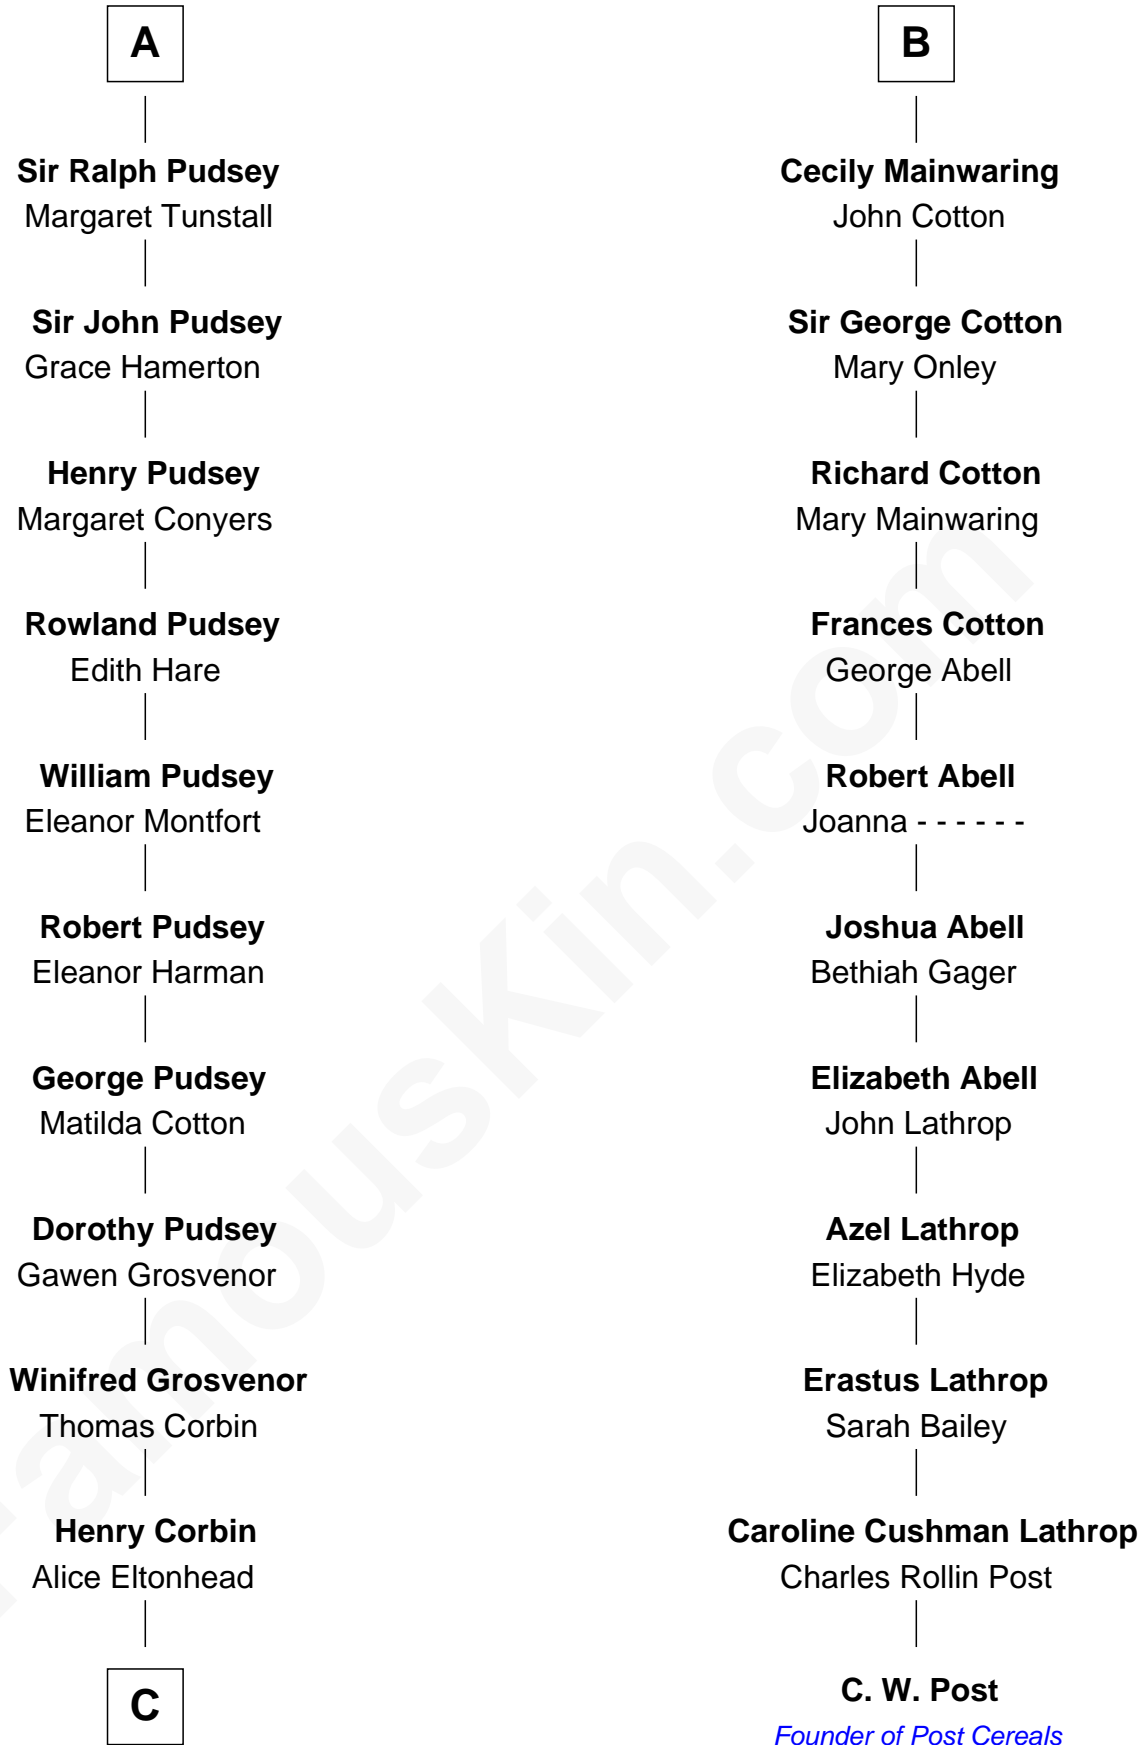 A
Sir Ralph Pudsey
Margaret Tunstall
Sir John Pudsey
Grace Hamerton
Henry Pudsey
Margaret Conyers
Rowland Pudsey
Edith Hare
William Pudsey
Eleanor Montfort
Robert Pudsey
Eleanor Harman
George Pudsey
Matilda Cotton
Dorothy Pudsey
Gawen Grosvenor
Winifred Grosvenor
Thomas Corbin
Henry Corbin
Alice Eltonhead
C
B
Cecily Mainwaring
John Cotton
Sir George Cotton
Mary Onley
Richard Cotton
Mary Mainwaring
Frances Cotton
George Abell
Robert Abell
Joanna - - - - - -
Joshua Abell
Bethiah Gager
Elizabeth Abell
John Lathrop
Azel Lathrop
Elizabeth Hyde
Erastus Lathrop
Sarah Bailey
Caroline Cushman Lathrop
Charles Rollin Post
C. W. Post
Founder of Post Cereals
FamousKin.com